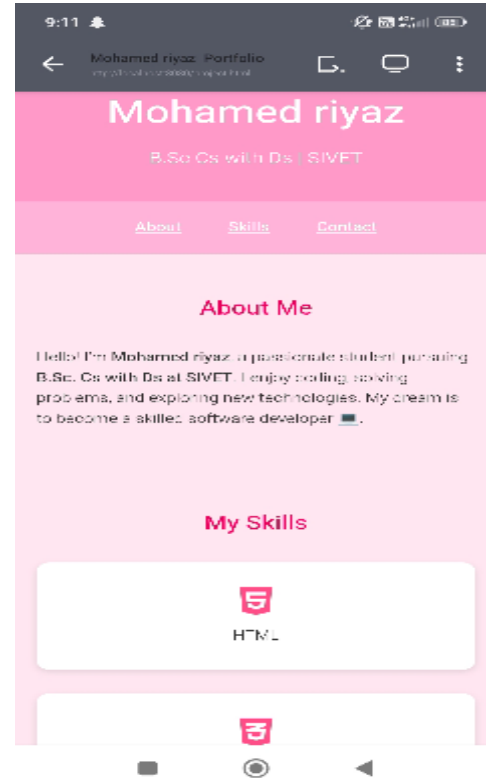 9:11
Mohamed riyaz Portfolio
Mohamed riyaz
B.Sc Cs with Ds | SIVET
About Skills Contact
About Me
Hello! I'm Mohamed riyaz, a passionate student pursuing
B.Sc. Cs with Ds at SIVET. I enjoy coding, solving
problems, and exploring new technologies. My dream is
to become a skilled software developer 💻.
My Skills
HTML